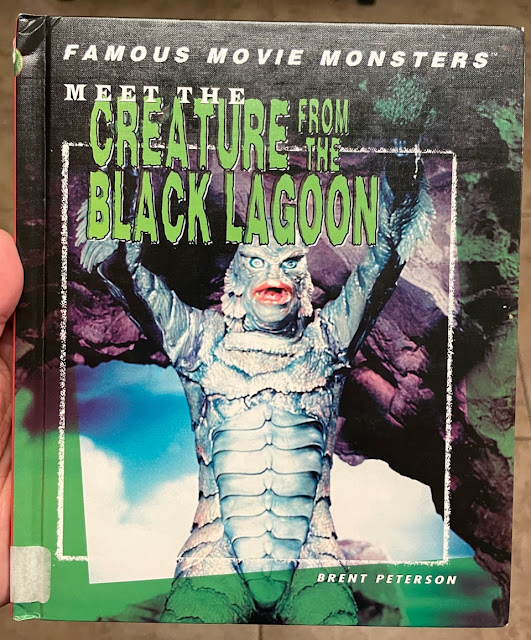 FAMOUS MOVIE MONSTERS™
MEET THE
CREATURE FROM
THE
BLACK LAGOON
BRENT PETERSON